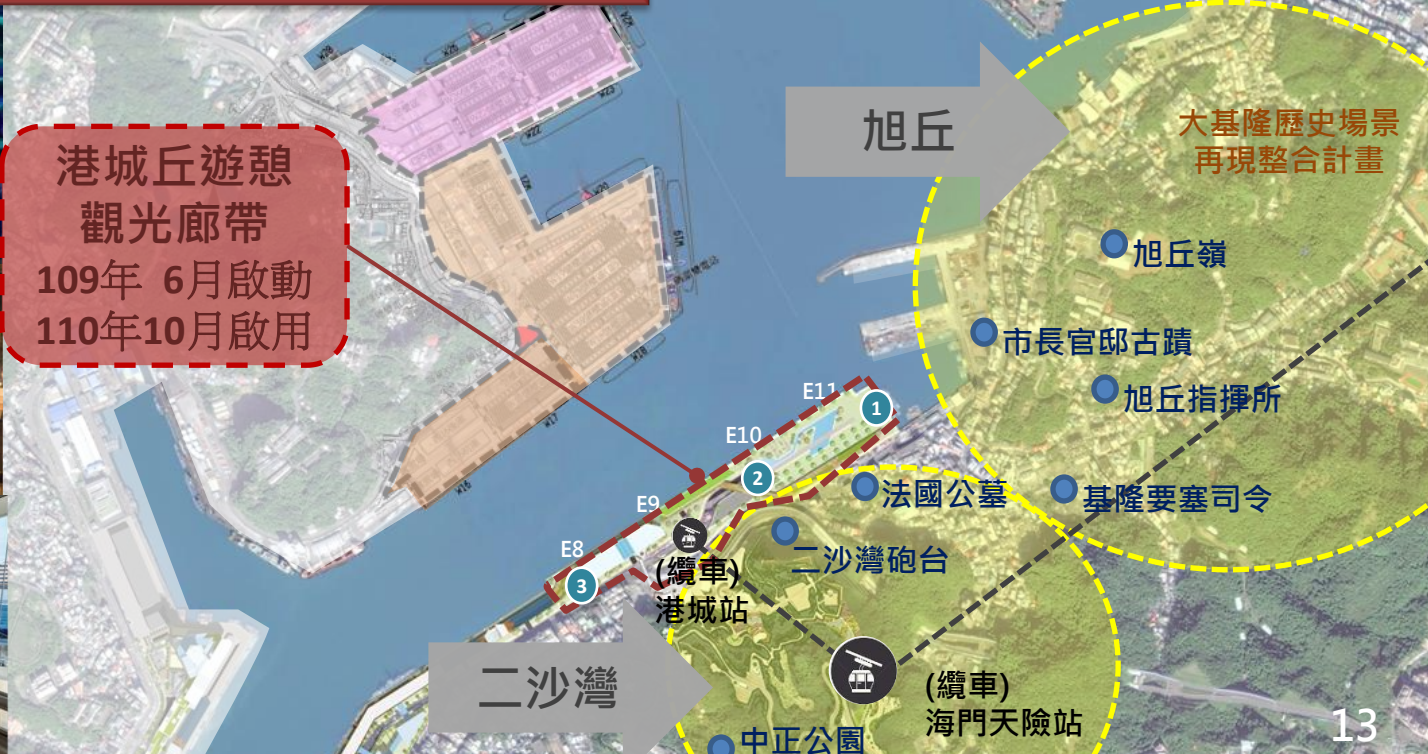 港城丘遊憩
觀光廊帶
109年 6月啟動
110年10月啟用
旭丘
大基隆歷史場景
再現整合計畫
旭丘嶺
市長官邸古蹟
旭丘指揮所
基隆要塞司令
法國公墓
二沙灣砲台
E11
1
E10
2
E9
E8
3
(纜車)
港城站
二沙灣
(纜車)
海門天險站
中正公園
13